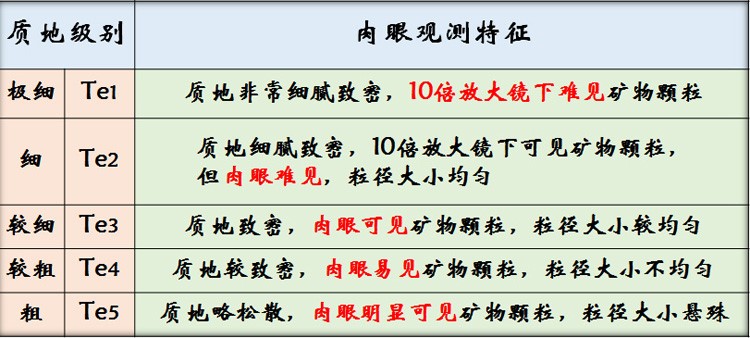 质地级别 肉眼观测特征
极细 Te1 质地非常细腻致密，10倍放大镜下难见矿物颗粒
细 Te2 质地细腻致密，10倍放大镜下可见矿物颗粒，
但肉眼难见，粒径大小均匀
较细 Te3 质地致密，肉眼可见矿物颗粒，粒径大小较均匀
较粗 Te4 质地较致密，肉眼易见矿物颗粒，粒径大小不均匀
粗 Te5 质地略松散，肉眼明显可见矿物颗粒，粒径大小悬珠